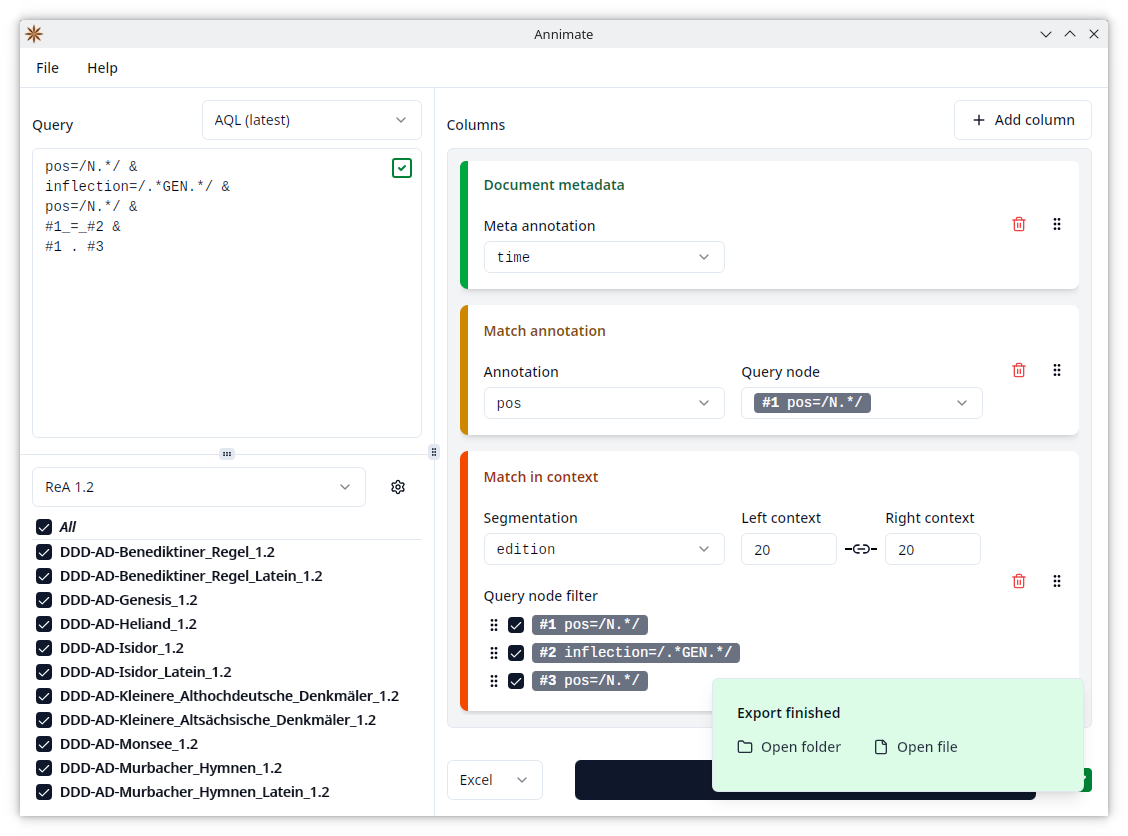 Annimate
File Help
Query
AQL (latest)
pos=/N.*/ &
inflection=/.*GEN.*/ &
pos=/N.*/ &
#1_=_#2 &
#1 . #3
ReA 1.2
All
DDD-AD-Benediktiner_Regel_1.2
DDD-AD-Benediktiner_Regel_Latein_1.2
DDD-AD-Genesis_1.2
DDD-AD-Heliand_1.2
DDD-AD-Isidor_1.2
DDD-AD-Isidor_Latein_1.2
DDD-AD-Kleinere_Althochdeutsche_Denkmäler_1.2
DDD-AD-Kleinere_Altsächsische_Denkmäler_1.2
DDD-AD-Monsee_1.2
DDD-AD-Murbacher_Hymnen_1.2
DDD-AD-Murbacher_Hymnen_Latein_1.2
Columns
Add column
Document metadata
Meta annotation
time
Match annotation
Annotation Query node
pos #1 pos=/N.*/
Match in context
Segmentation Left context Right context
edition 20 20
Query node filter
#1 pos=/N.*/
#2 inflection=/.*GEN.*/
#3 pos=/N.*/
Export finished
Open folder Open file
Excel